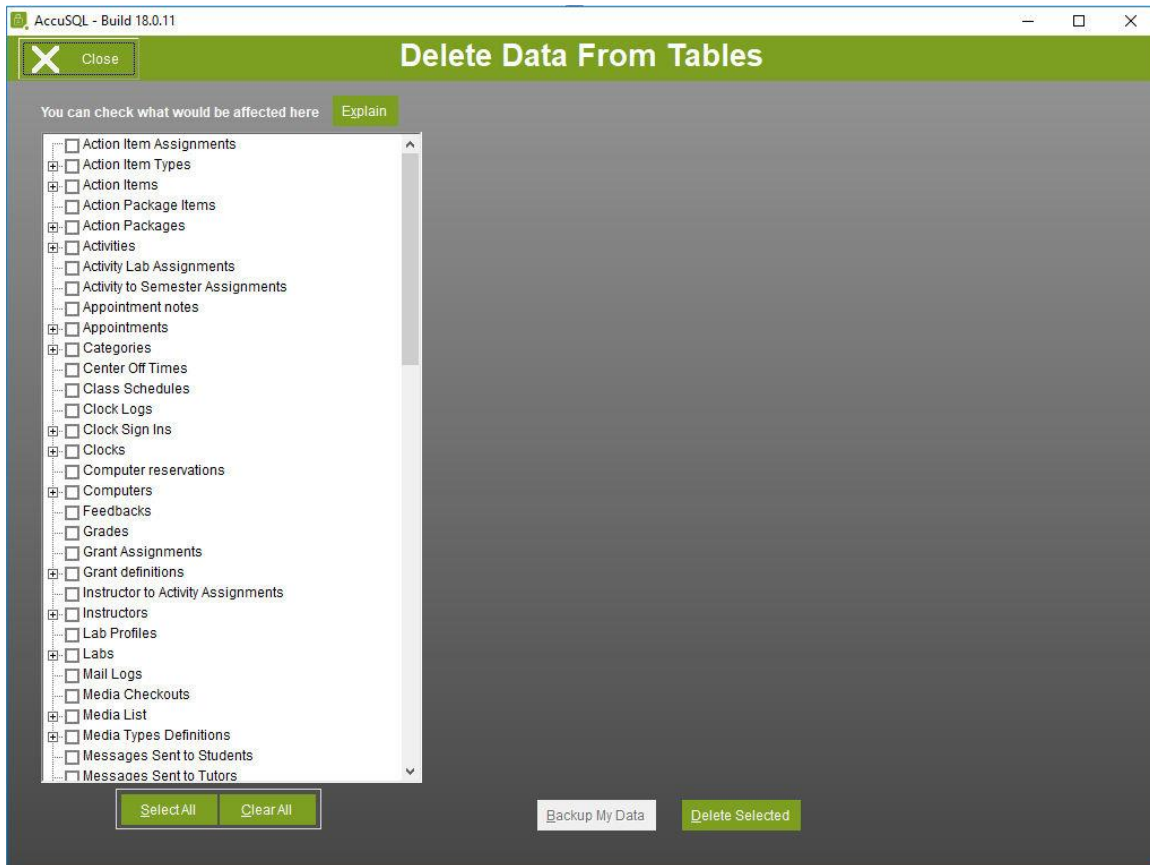 AccuSQL - Build 18.0.11
Close
Delete Data From Tables
You can check what would be affected here Explain
Action Item Assignments
Action Item Types
Action Items
Action Package Items
Action Packages
Activities
Activity Lab Assignments
Activity to Semester Assignments
Appointment notes
Appointments
Categories
Center Off Times
Class Schedules
Clock Logs
Clock Sign Ins
Clocks
Computer reservations
Computers
Feedbacks
Grades
Grant Assignments
Grant definitions
Instructor to Activity Assignments
Instructors
Lab Profiles
Labs
Mail Logs
Media Checkouts
Media List
Media Types Definitions
Messages Sent to Students
Messages Sent to Tutors
Select All Clear All
Backup My Data Delete Selected